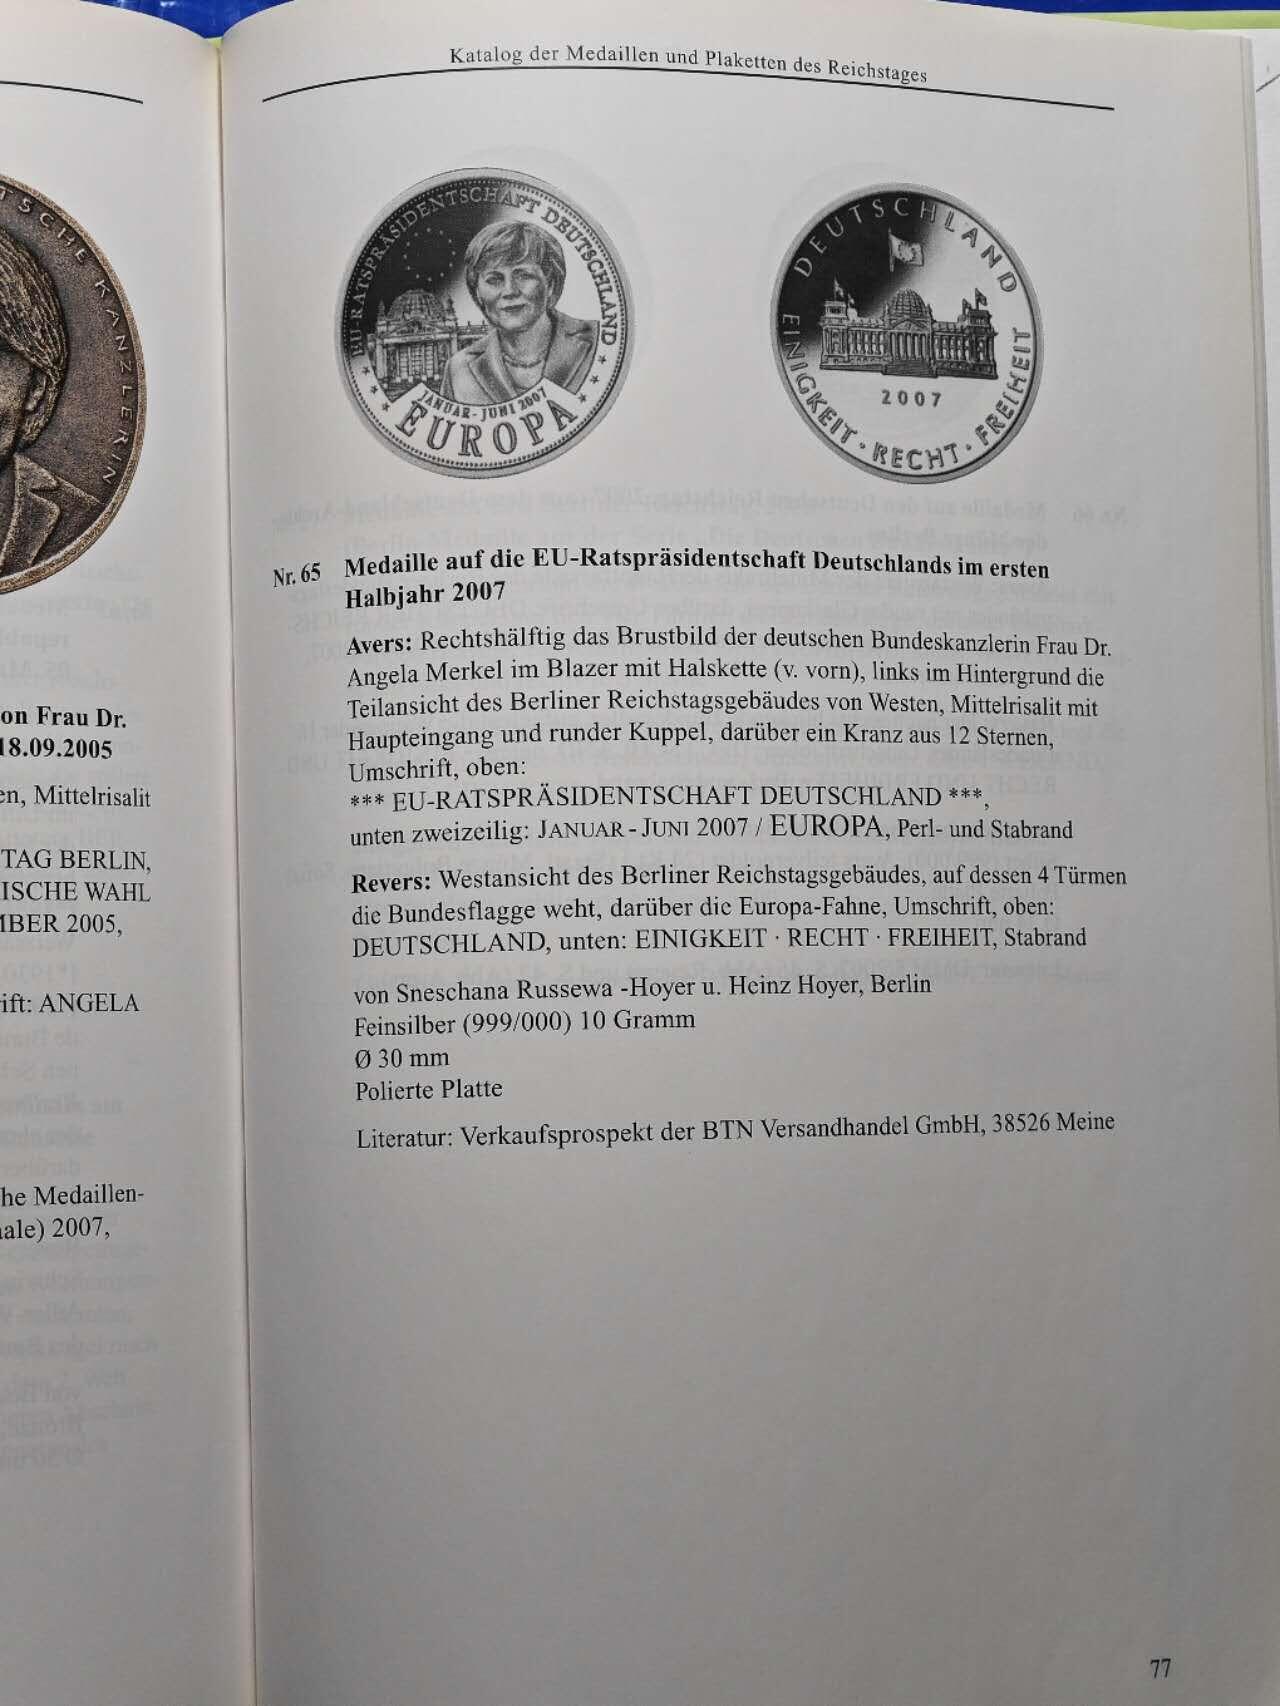 TSCHE KANZLERIN
on Frau Dr.
18.09.2005
en, Mittelrisalit
TAG BERLIN,
ISCHE WAHL
MBER 2005,
rift: ANGELA
he Medaillen-
nale) 2007,
Katalog der Medaillen und Plaketten des Reichstages
EU-RATSPRÄSIDENTSCHAFT DEUTSCHLAND
JANUAR-JUNI 2007
EUROPA
DEUTSCHLAND
2007
EINIGKEIT · RECHT · FREIHEIT
Nr. 65 Medaille auf die EU-Ratspräsidentschaft Deutschlands im ersten
Halbjahr 2007
Avers: Rechtshälftig das Brustbild der deutschen Bundeskanzlerin Frau Dr.
Angela Merkel im Blazer mit Halskette (v. vorn), links im Hintergrund die
Teilansicht des Berliner Reichstagsgebäudes von Westen, Mittelrisalit mit
Haupteingang und runder Kuppel, darüber ein Kranz aus 12 Sternen,
Umschrift, oben:
*** EU-RATSPRÄSIDENTSCHAFT DEUTSCHLAND ***,
unten zweizeilig: JANUAR - JUNI 2007 / EUROPA, Perl- und Stabrand
Revers: Westansicht des Berliner Reichstagsgebäudes, auf dessen 4 Türmen
die Bundesflagge weht, darüber die Europa-Fahne, Umschrift, oben:
DEUTSCHLAND, unten: EINIGKEIT · RECHT · FREIHEIT, Stabrand
von Sneschana Russewa -Hoyer u. Heinz Hoyer, Berlin
Feinsilber (999/000) 10 Gramm
Ø 30 mm
Polierte Platte
Literatur: Verkaufsprospekt der BTN Versandhandel GmbH, 38526 Meine
77